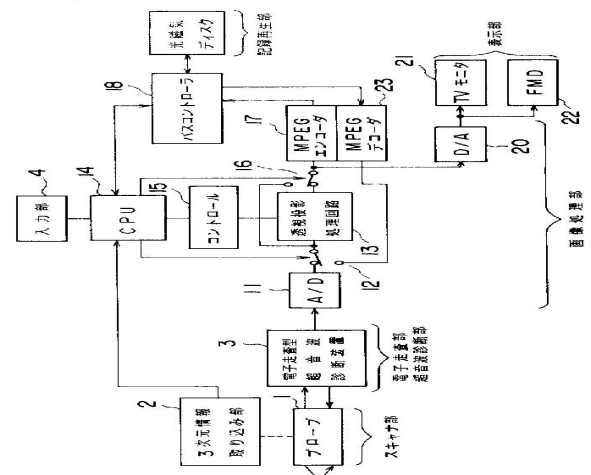 2
3次元情報
取り込み部
1
プローブ
スキャナ部
3
電子走査型
超音波
診断装置
電子走査部
超音波診断部
11
A/D
12
13
透視投影
処理回路
15
コントロール
14
CPU
4
入力部
16
17
MPEG
エンコーダ
MPEG
デコーダ
23
18
バスコントローラ
光磁気
ディスク
記録再生部
20
D/A
画像処理部
21
TVモニタ
FMD
22
表示部